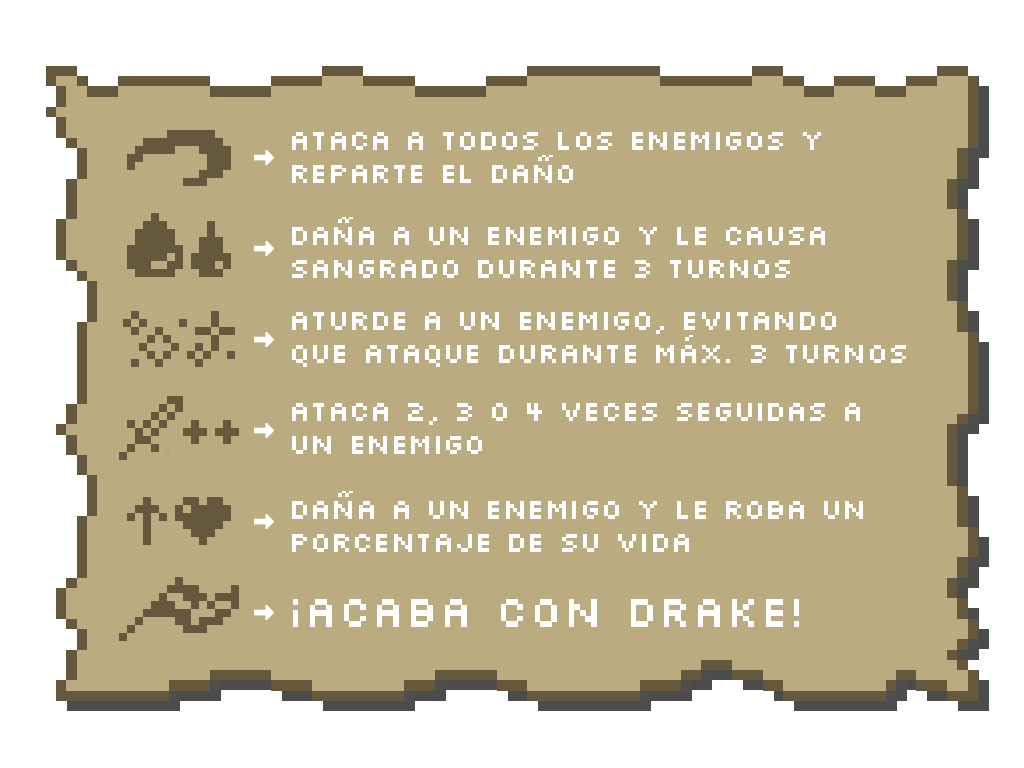 ATACA A TODOS LOS ENEMIGOS Y
REPARTE EL DAÑO
DAÑA A UN ENEMIGO Y LE CAUSA
SANGRADO DURANTE 3 TURNOS
ATURDE A UN ENEMIGO, EVITANDO
QUE ATAQUE DURANTE MÁX. 3 TURNOS
ATACA 2, 3 O 4 VECES SEGUIDAS A
UN ENEMIGO
DAÑA A UN ENEMIGO Y LE ROBA UN
PORCENTAJE DE SU VIDA
¡ACABA CON DRAKE!